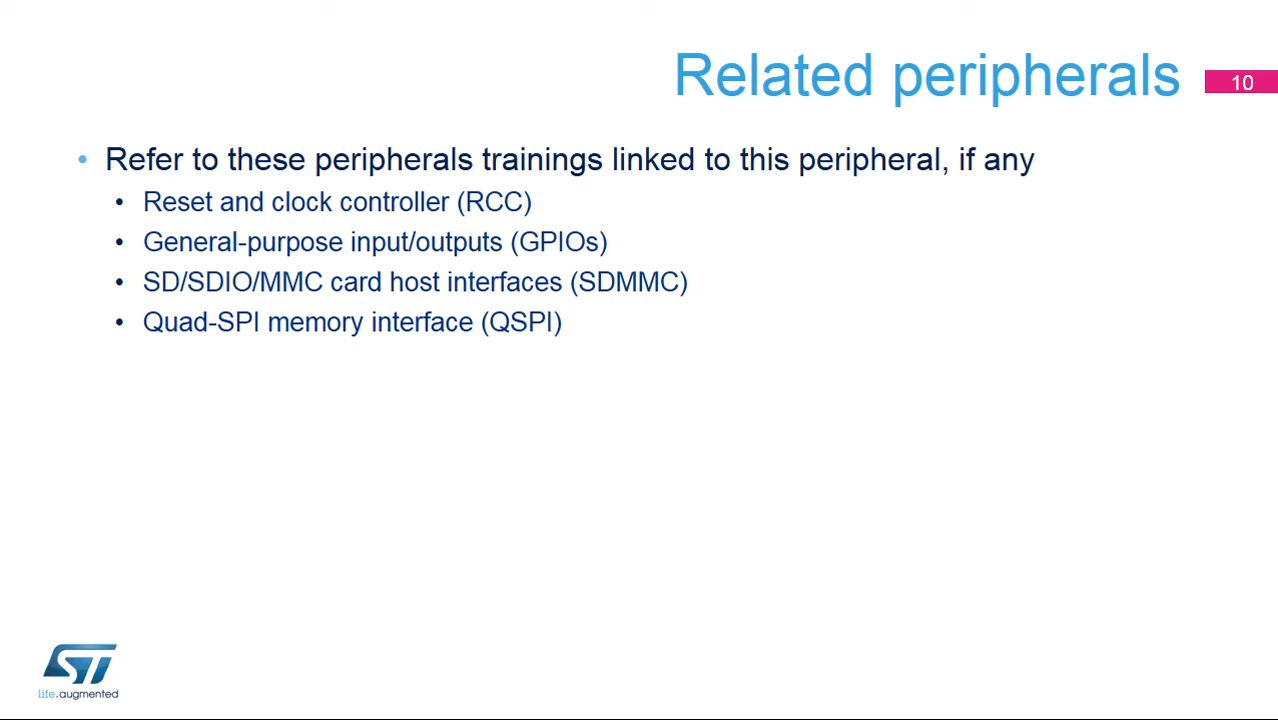 Related peripherals
10
• Refer to these peripherals trainings linked to this peripheral, if any
• Reset and clock controller (RCC)
• General-purpose input/outputs (GPIOs)
• SD/SDIO/MMC card host interfaces (SDMMC)
• Quad-SPI memory interface (QSPI)
ST
life.augmented